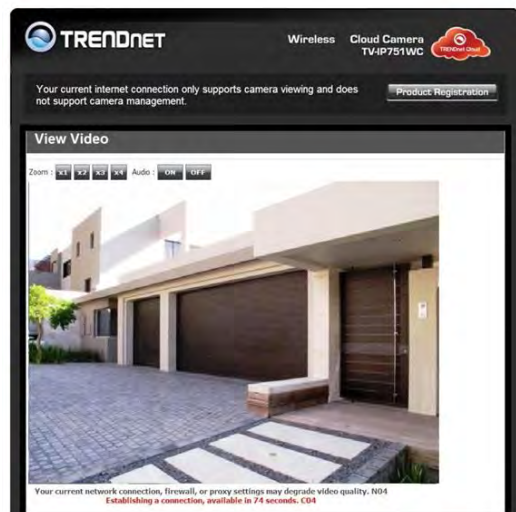 TRENDNET
Wireless Cloud Camera
TV-IP751WC
TRENDnet Cloud
Your current internet connection only supports camera viewing and does
not support camera management.
Product Registration
View Video
Zoom : x1 x2 x3 x4 Audio : ON OFF
Your current network connection, firewall, or proxy settings may degrade video quality. N04
Establishing a connection, available in 74 seconds. C04